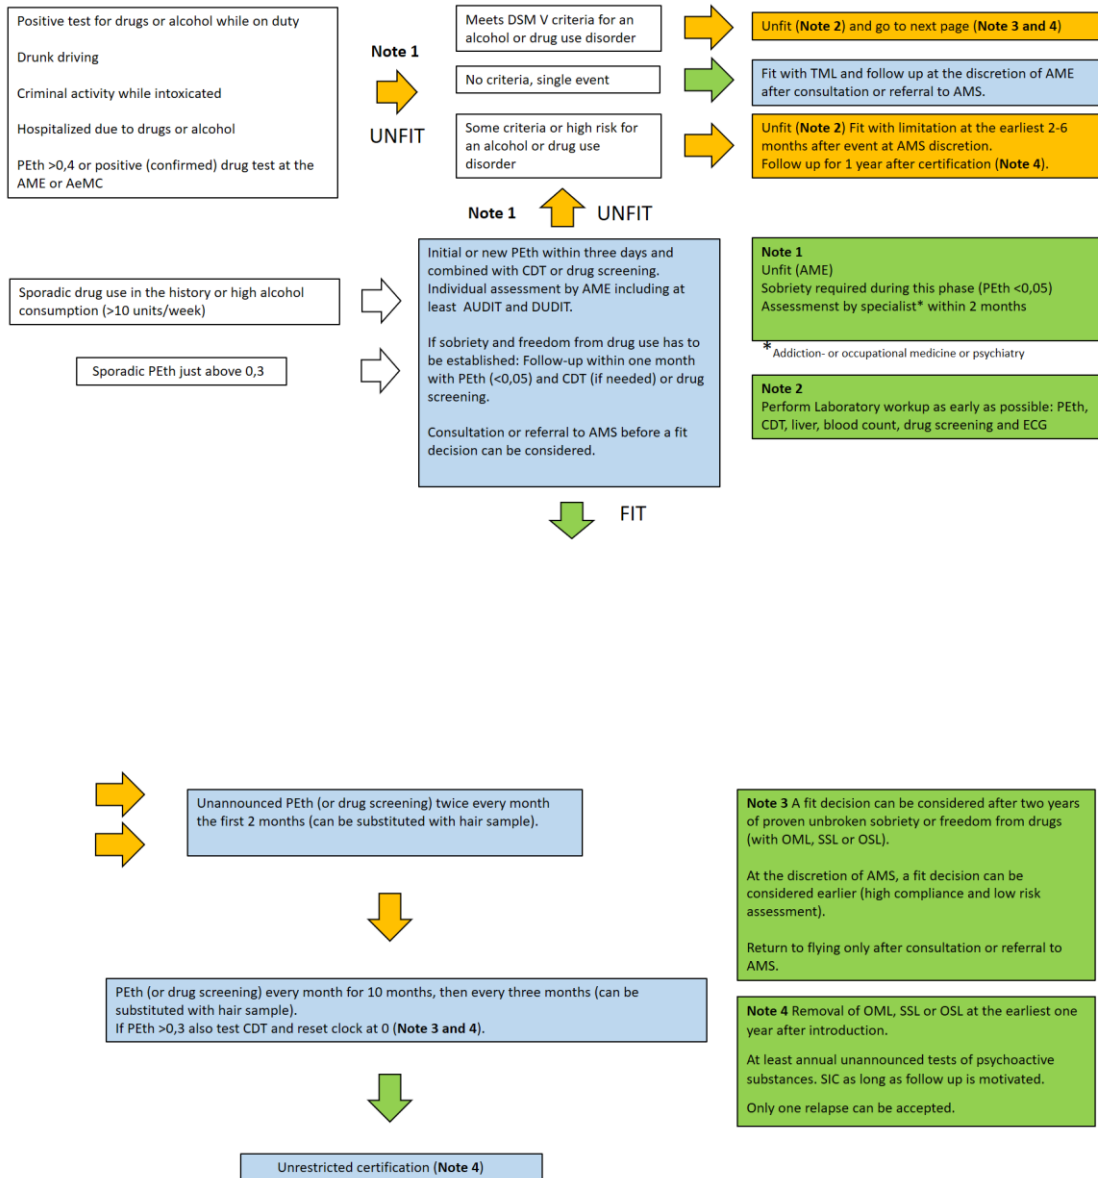 Positive test for drugs or alcohol while on duty
Drunk driving
Criminal activity while intoxicated
Hospitalized due to drugs or alcohol
PEth >0,4 or positive (confirmed) drug test at the
AME or AeMC
Note 1
UNFIT
Meets DSM V criteria for an
alcohol or drug use disorder
Unfit (Note 2) and go to next page (Note 3 and 4)
No criteria, single event
Fit with TML and follow up at the discretion of AME
after consultation or referral to AMS.
Some criteria or high risk for
an alcohol or drug use
disorder
Unfit (Note 2) Fit with limitation at the earliest 2-6
months after event at AMS discretion.
Follow up for 1 year after certification (Note 4).
Note 1
UNFIT
Sporadic drug use in the history or high alcohol
consumption (>10 units/week)
Sporadic PEth just above 0,3
Initial or new PEth within three days and
combined with CDT or drug screening.
Individual assessment by AME including at
least AUDIT and DUDIT.
If sobriety and freedom from drug use has to
be established: Follow-up within one month
with PEth (<0,05) and CDT (if needed) or drug
screening.
Consultation or referral to AMS before a fit
decision can be considered.
Note 1
Unfit (AME)
Sobriety required during this phase (PEth <0,05)
Assessmenst by specialist* within 2 months
*Addiction- or occupational medicine or psychiatry
Note 2
Perform Laboratory workup as early as possible: PEth,
CDT, liver, blood count, drug screening and ECG
FIT
Unannounced PEth (or drug screening) twice every month
the first 2 months (can be substituted with hair sample).
PEth (or drug screening) every month for 10 months, then every three months (can be
substituted with hair sample).
If PEth >0,3 also test CDT and reset clock at 0 (Note 3 and 4).
Unrestricted certification (Note 4)
Note 3 A fit decision can be considered after two years
of proven unbroken sobriety or freedom from drugs
(with OML, SSL or OSL).
At the discretion of AMS, a fit decision can be
considered earlier (high compliance and low risk
assessment).
Return to flying only after consultation or referral to
AMS.
Note 4 Removal of OML, SSL or OSL at the earliest one
year after introduction.
At least annual unannounced tests of psychoactive
substances. SIC as long as follow up is motivated.
Only one relapse can be accepted.